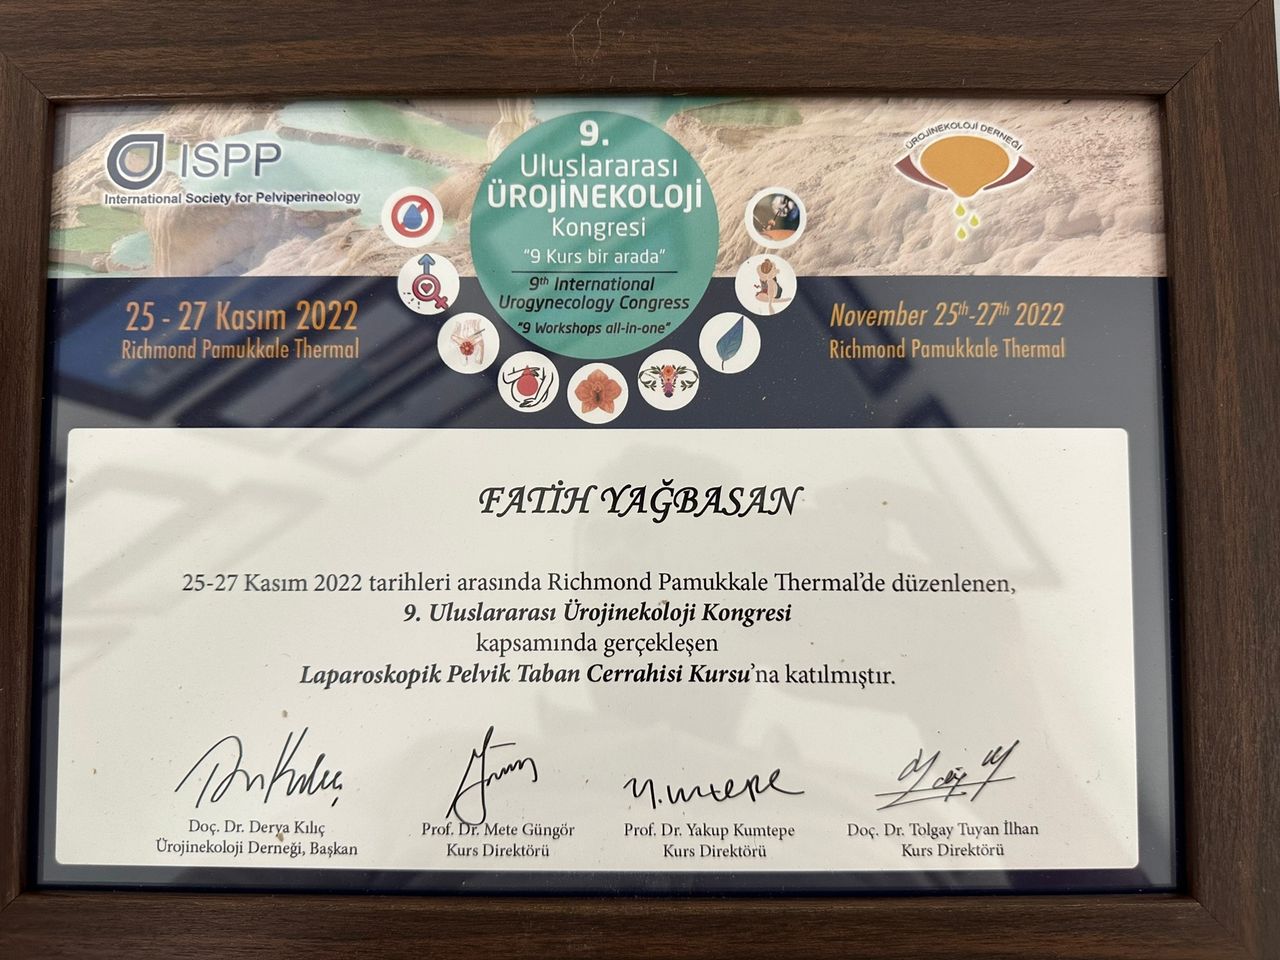 ISPP
International Society for Pelviperineology
9.
Uluslararası
ÜROJİNEKOLOJİ
Kongresi
"9 Kurs bir arada"
9th International
Urogynecology Congress
"9 Workshops all-in-one"
ÜROJİNEKOLOJİ DERNEĞİ
25 - 27 Kasım 2022
Richmond Pamukkale Thermal
November 25th-27th 2022
Richmond Pamukkale Thermal
FATİH YAĞBASAN
25-27 Kasım 2022 tarihleri arasında Richmond Pamukkale Thermal'de düzenlenen,
9. Uluslararası Ürojinekoloji Kongresi
kapsamında gerçekleşen
Laparoskopik Pelvik Taban Cerrahisi Kursu'na katılmıştır.
Y. umtepe
Doç. Dr. Derya Kılıç
Ürojinekoloji Derneği, Başkan
Prof. Dr. Mete Güngör
Kurs Direktörü
Prof. Dr. Yakup Kumtepe
Kurs Direktörü
Doç. Dr. Tolgay Tuyan İlhan
Kurs Direktörü